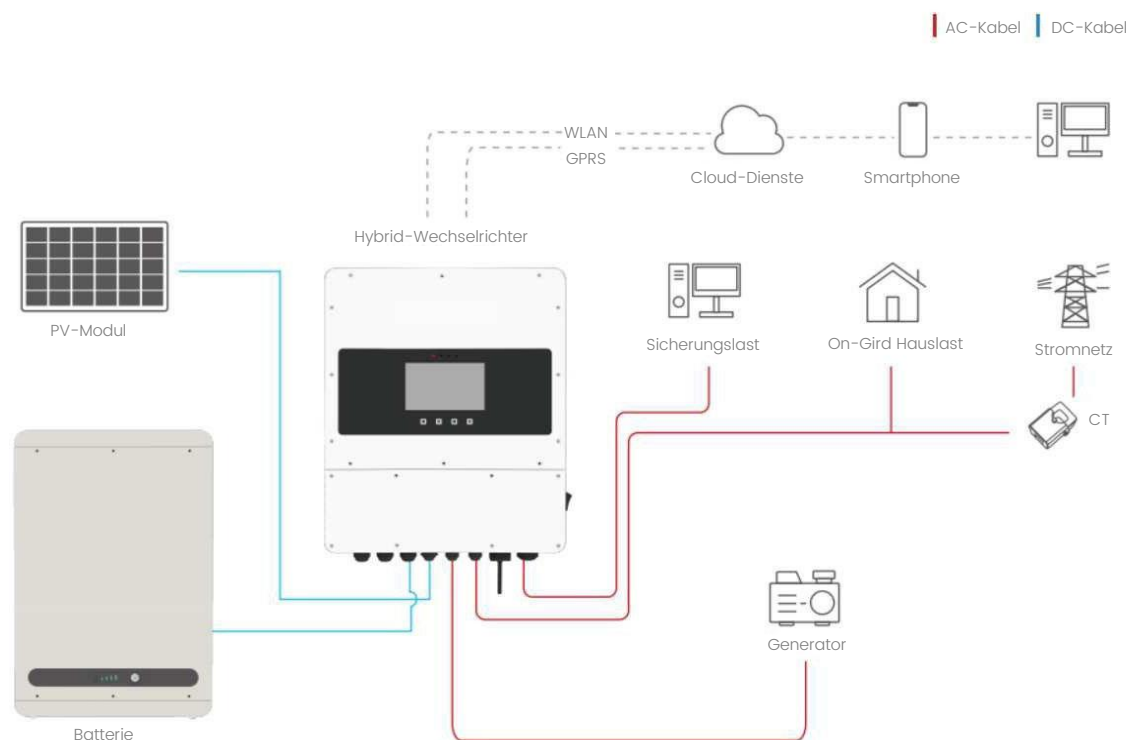 AC-Kabel DC-Kabel
WLAN
GPRS
Cloud-Dienste Smartphone
Hybrid-Wechselrichter
PV-Modul
Sicherungslast On-Gird Hauslast Stromnetz
CT
Generator
Batterie